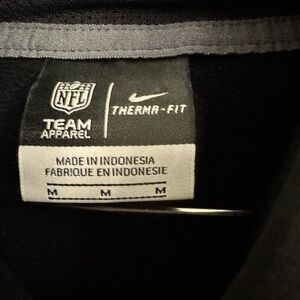 NFL
TEAM
APPAREL
THERMA-FIT
MADE IN INDONESIA
FABRIQUE EN INDONESIE
M M M